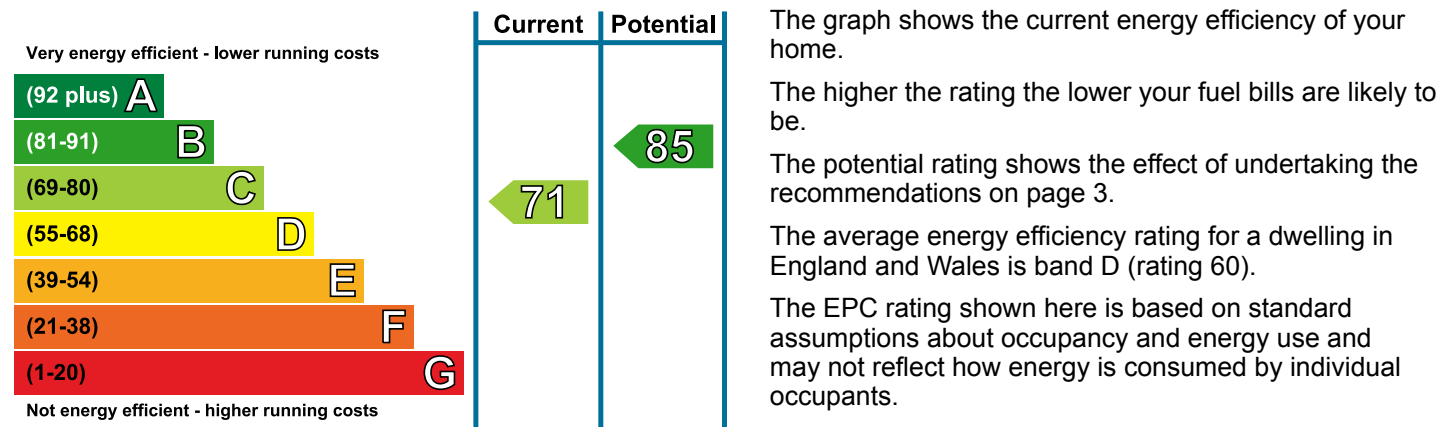 Current Potential
Very energy efficient - lower running costs
(92 plus) A
(81-91) B
85
(69-80) C
71
(55-68) D
(39-54) E
(21-38) F
(1-20) G
Not energy efficient - higher running costs
The graph shows the current energy efficiency of your
home.
The higher the rating the lower your fuel bills are likely to
be.
The potential rating shows the effect of undertaking the
recommendations on page 3.
The average energy efficiency rating for a dwelling in
England and Wales is band D (rating 60).
The EPC rating shown here is based on standard
assumptions about occupancy and energy use and
may not reflect how energy is consumed by individual
occupants.